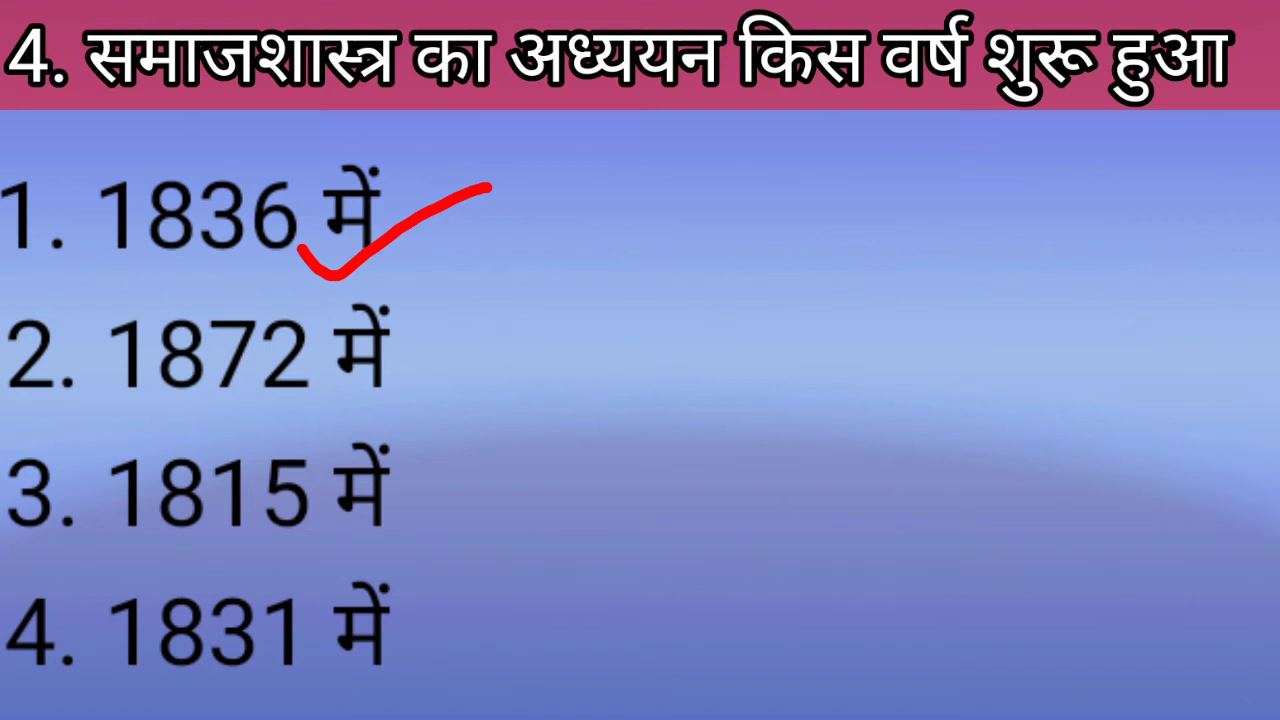 4. समाजशास्त्र का अध्ययन किस वर्ष शुरू हुआ
1. 1836 में
2. 1872 में
3. 1815 में
4. 1831 में